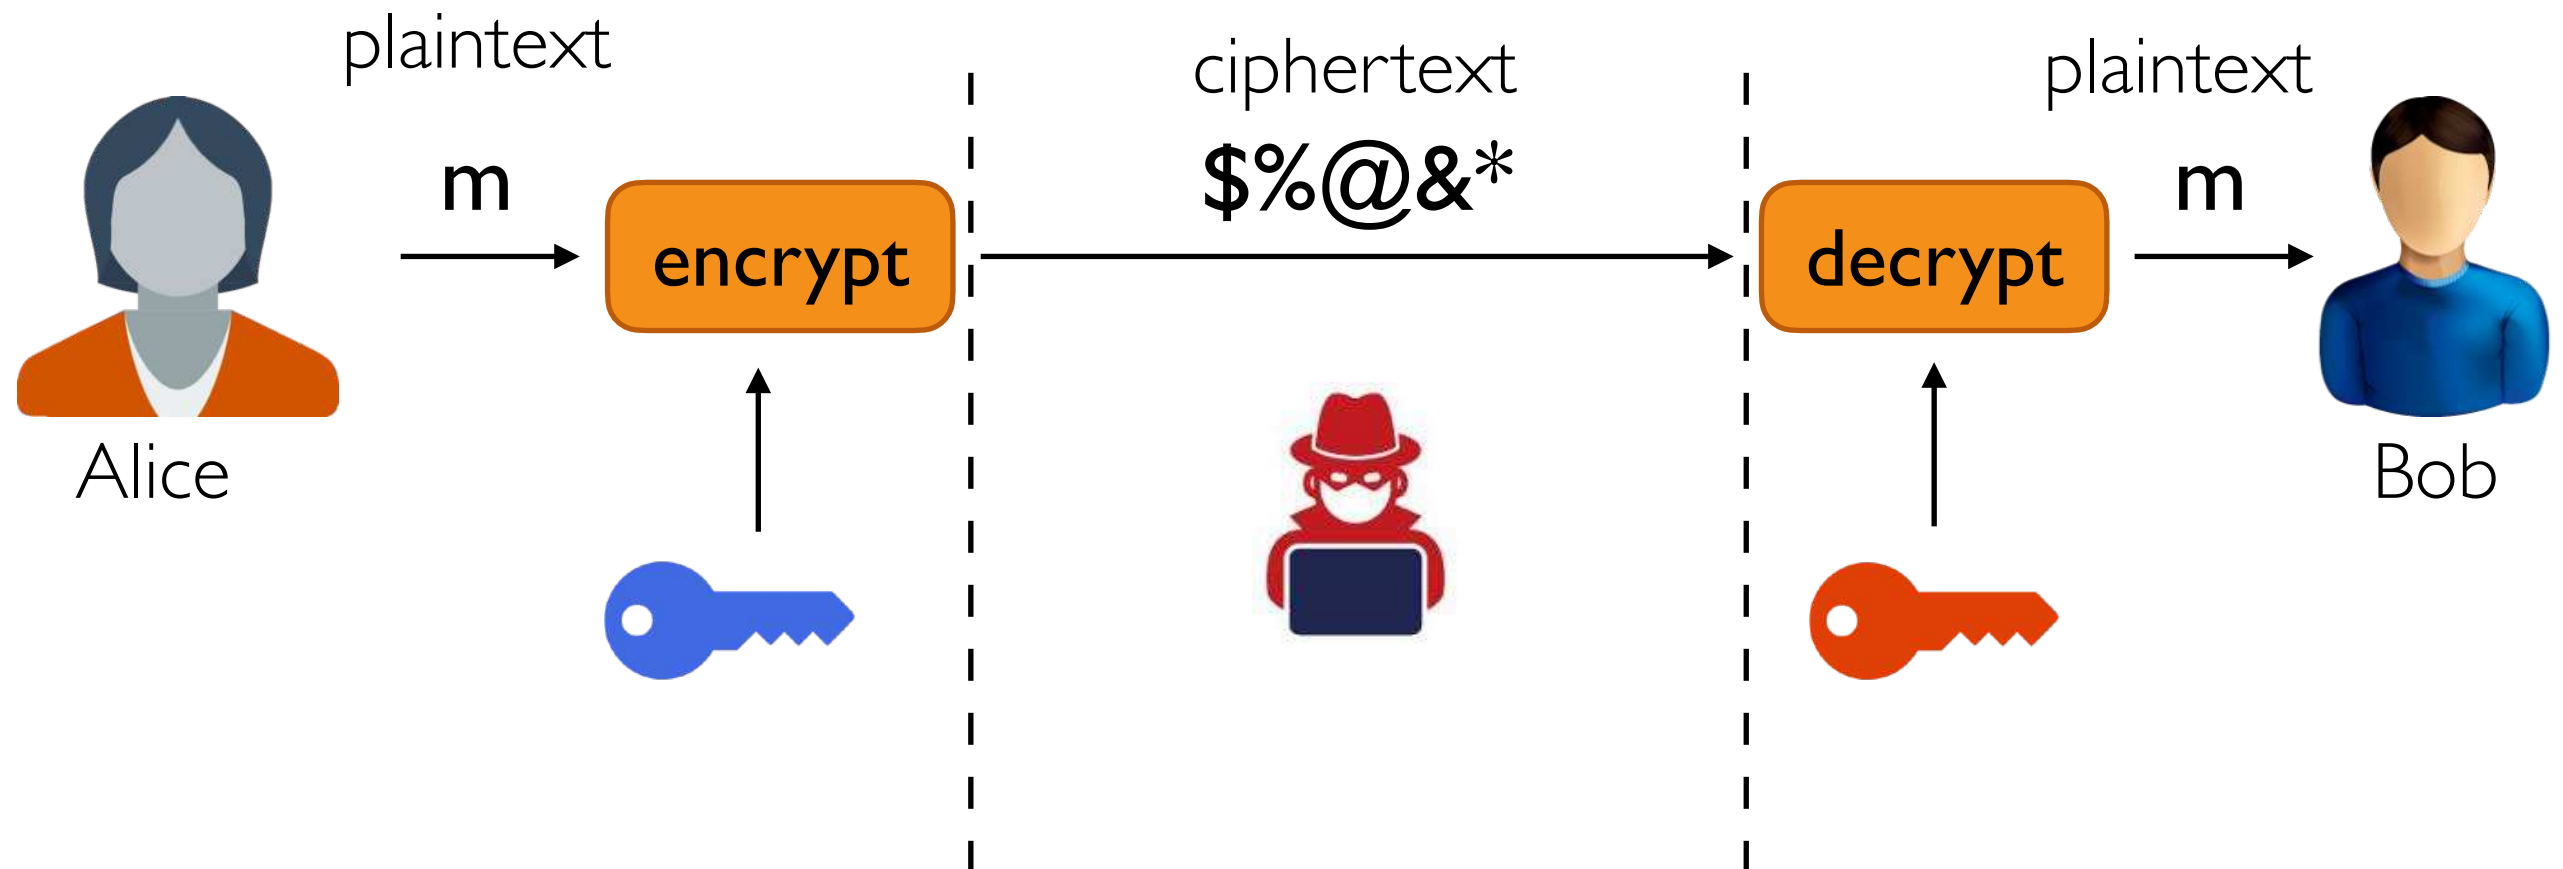 plaintext
ciphertext
plaintext
m
$%@&*
m
encrypt
decrypt
Alice
Bob